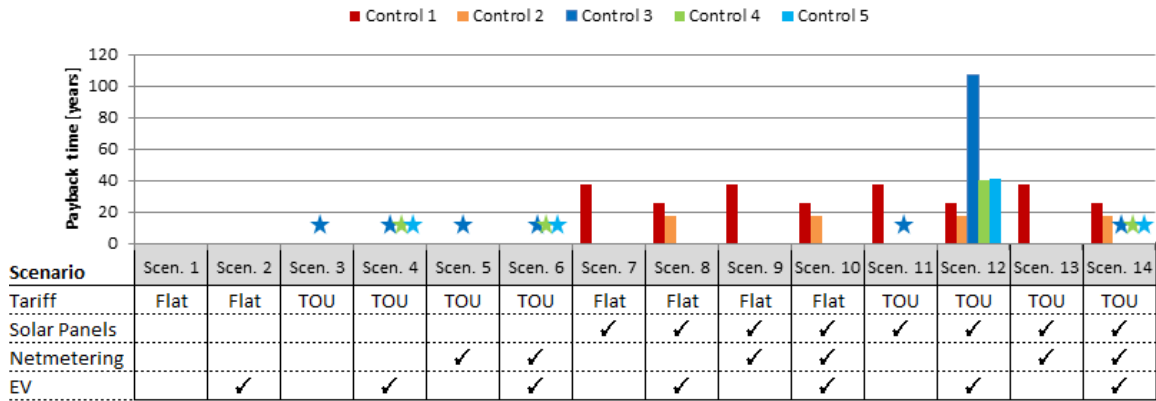 Control 1 Control 2 Control 3 Control 4 Control 5
Payback time [years]
120
100
80
60
40
20
0
Scenario Scen. 1 Scen. 2 Scen. 3 Scen. 4 Scen. 5 Scen. 6 Scen. 7 Scen. 8 Scen. 9 Scen. 10 Scen. 11 Scen. 12 Scen. 13 Scen. 14
Tariff Flat Flat TOU TOU TOU TOU Flat Flat Flat Flat TOU TOU TOU TOU
Solar Panels ✓ ✓ ✓ ✓ ✓ ✓ ✓ ✓
Netmetering ✓ ✓ ✓ ✓ ✓ ✓
EV ✓ ✓ ✓ ✓ ✓ ✓ ✓